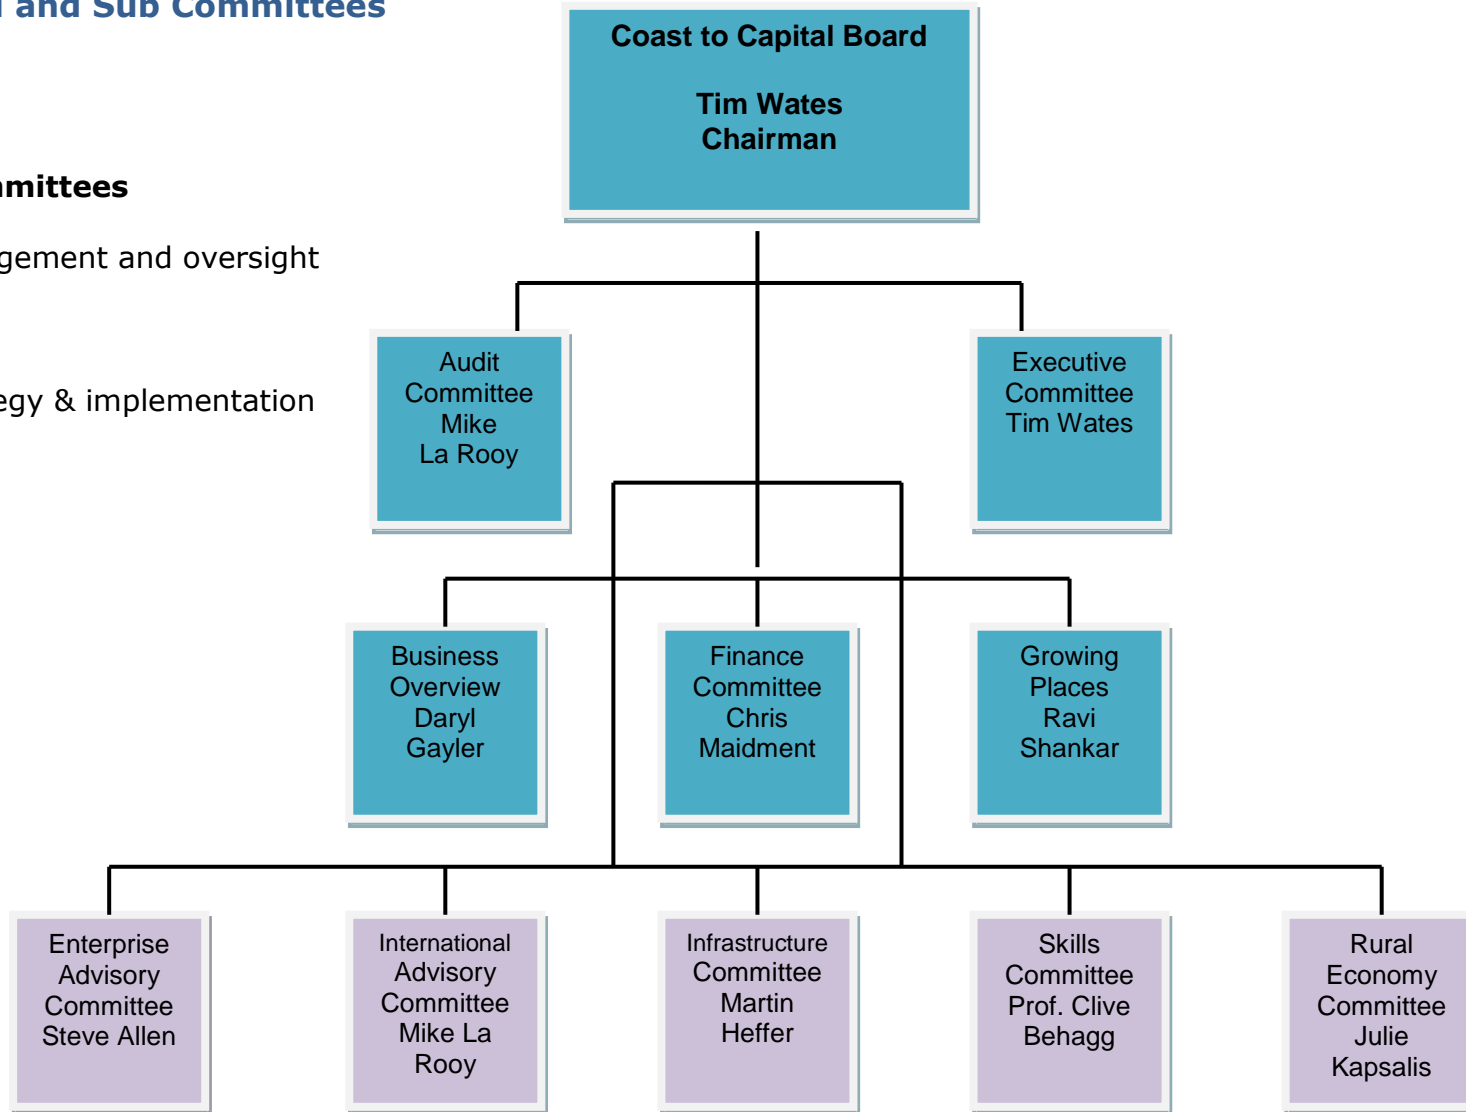 and Sub Committees
Coast to Capital Board
Tim Wates
Chairman
gement and oversight
& implementation
Audit
Committee
Mike
La Rooy
Executive
Committee
Tim Wates
Business
Overview
Daryl
Gayler
Finance
Committee
Chris
Maidment
Growing
Places
Ravi
Shankar
Enterprise
Advisory
Committee
Steve Allen
International
Advisory
Committee
Mike La
Rooy
Infrastructure
Committee
Martin
Heffer
Skills
Committee
Prof. Clive
Behagg
Rural
Economy
Committee
Julie
Kapsalis